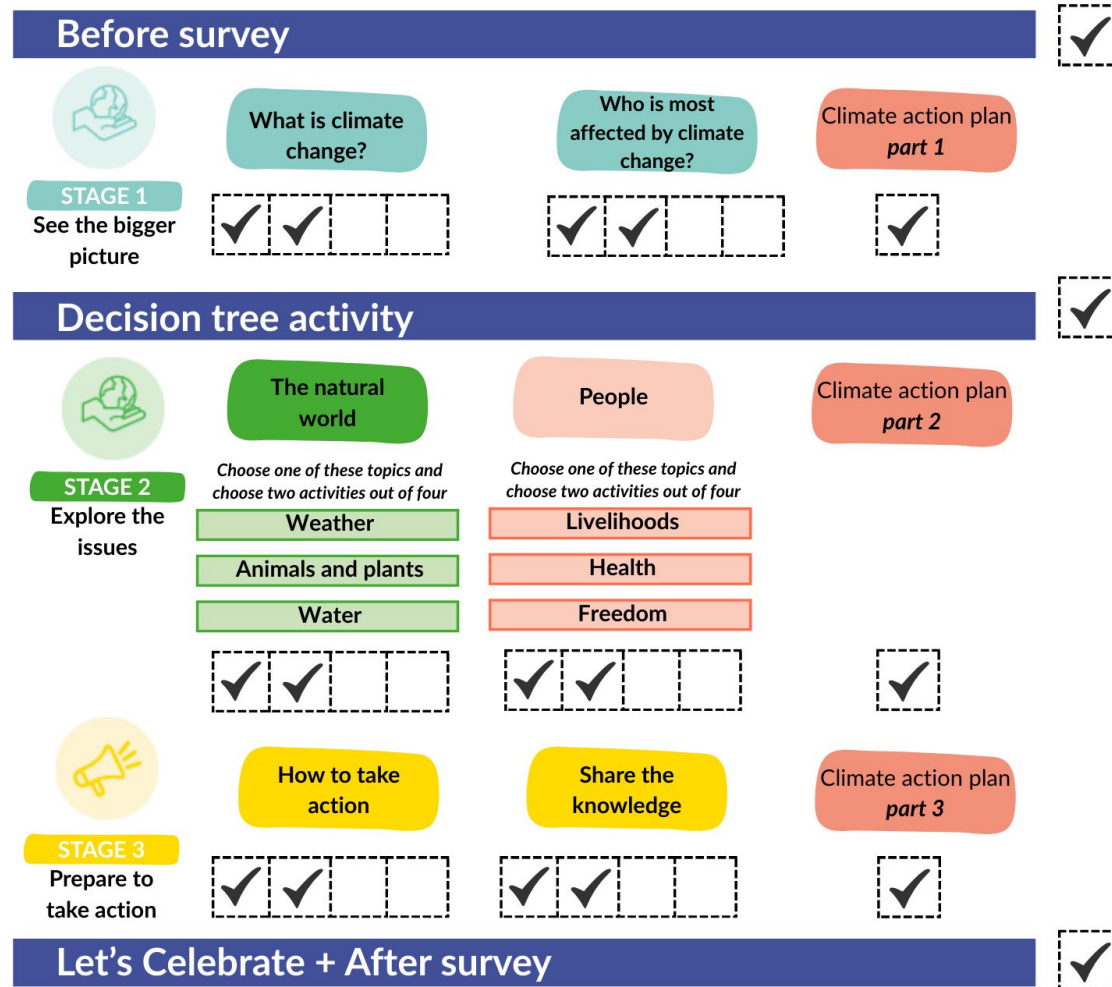 Before survey
What is climate
change?
Who is most
affected by climate
change?
Climate action plan
part 1
STAGE 1
See the bigger
picture
Decision tree activity
The natural
world
People
Climate action plan
part 2
STAGE 2
Explore the
issues
Choose one of these topics and
choose two activities out of four
Weather
Animals and plants
Water
Choose one of these topics and
choose two activities out of four
Livelihoods
Health
Freedom
How to take
action
Share the
knowledge
Climate action plan
part 3
STAGE 3
Prepare to
take action
Let's Celebrate + After survey